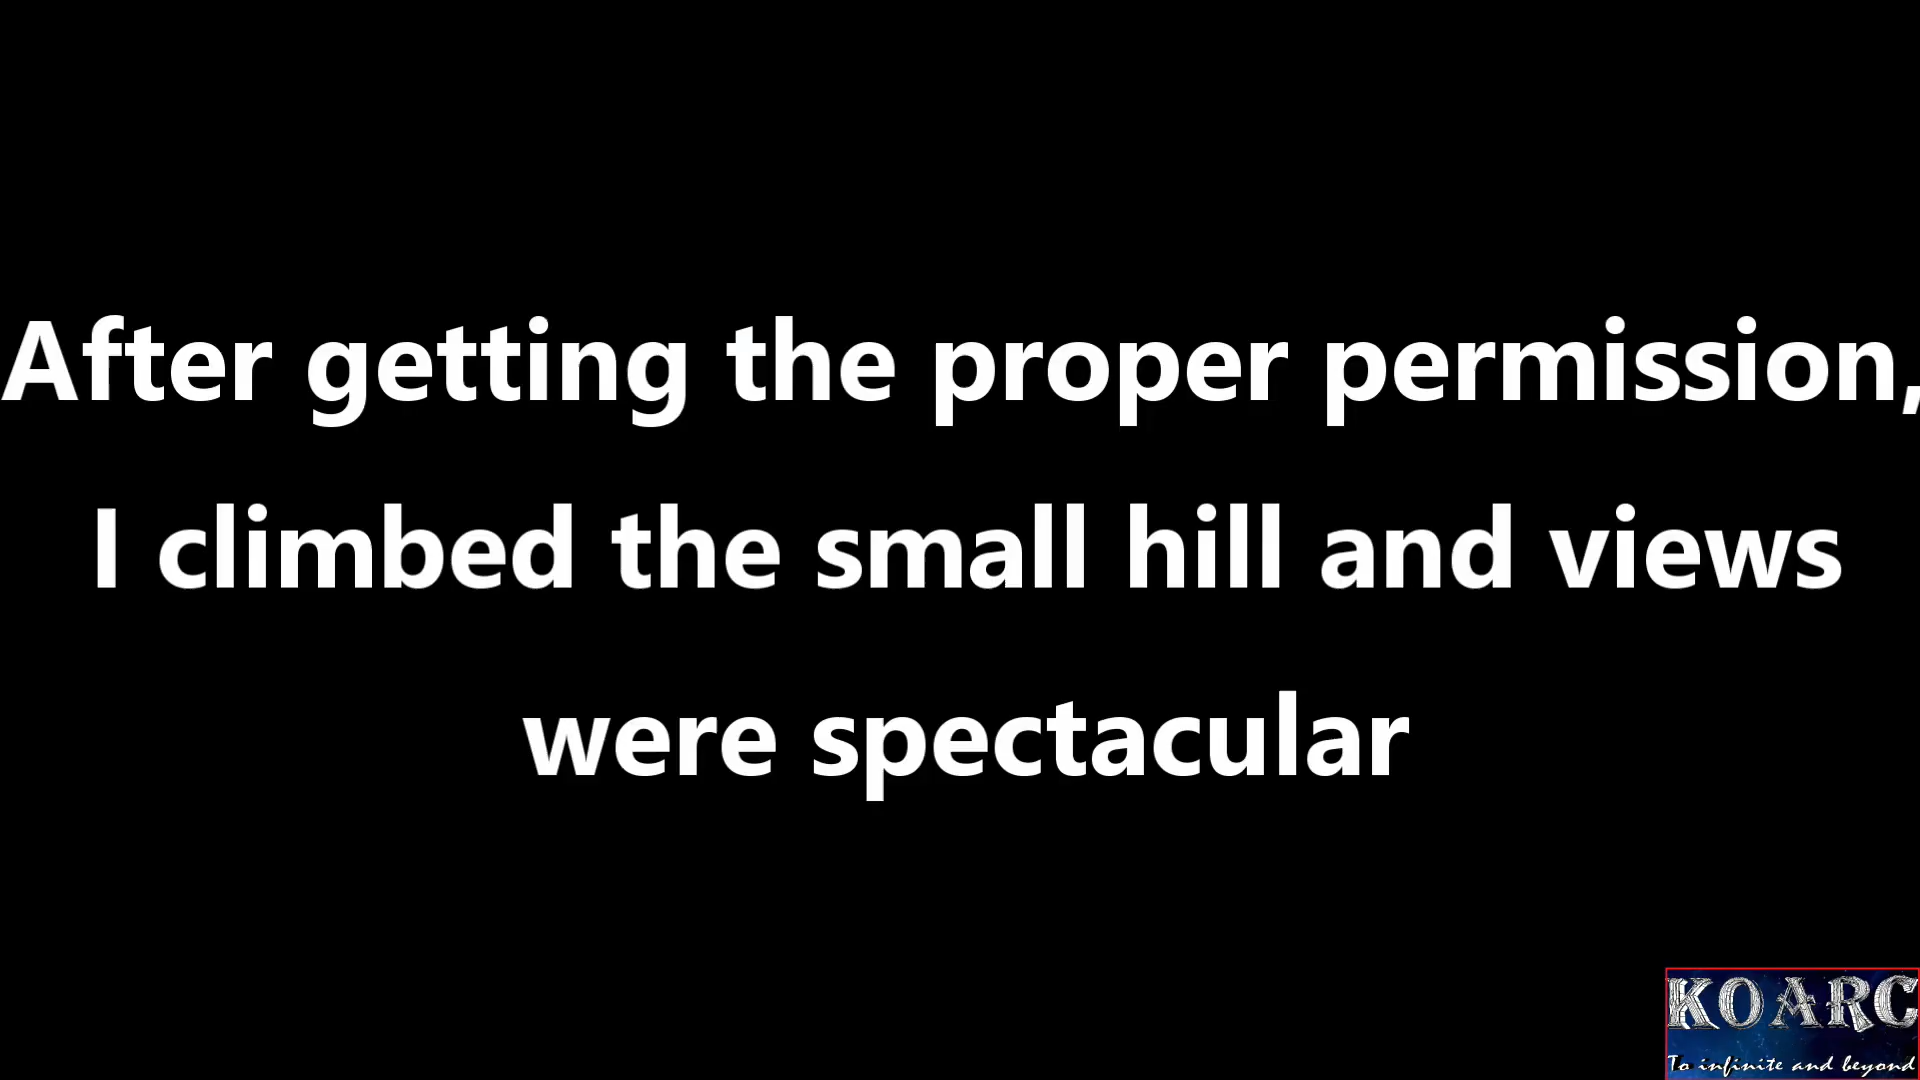 After getting the proper permission,
I climbed the small hill and views
were spectacular
KOARC
To infinite and beyond